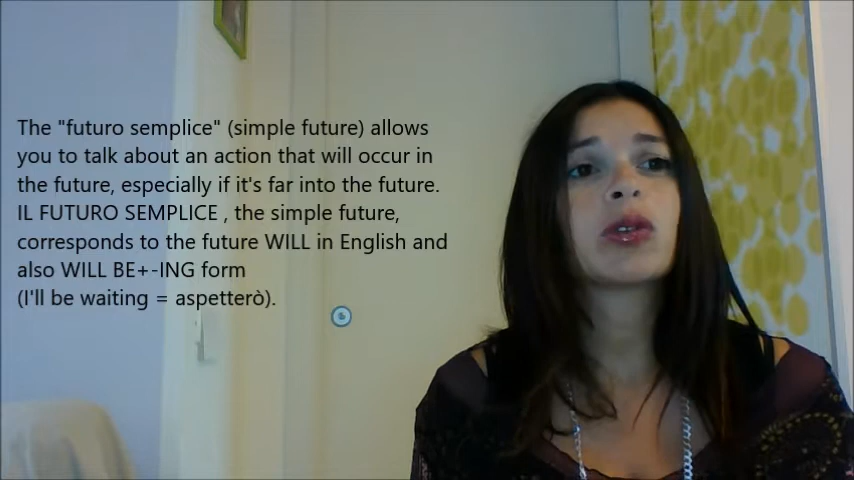 The "futuro semplice" (simple future) allows
you to talk about an action that will occur in
the future, especially if it's far into the future.
IL FUTURO SEMPLICE , the simple future,
corresponds to the future WILL in English and
also WILL BE+-ING form
(I'll be waiting = aspetterò).